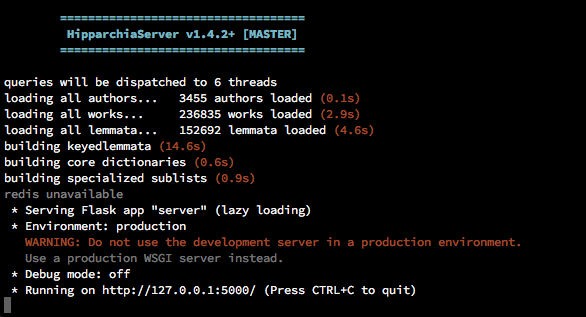 ==================================
HipparchiaServer v1.4.2+ [MASTER]
==================================
queries will be dispatched to 6 threads
loading all authors...   3455 authors loaded (0.1s)
loading all works...   236835 works loaded (2.9s)
loading all lemmata...   152692 lemmata loaded (4.6s)
building keyedlemmata (14.6s)
building core dictionaries (0.6s)
building specialized sublists (0.9s)
redis unavailable
 * Serving Flask app "server" (lazy loading)
 * Environment: production
   WARNING: Do not use the development server in a production environment.
   Use a production WSGI server instead.
 * Debug mode: off
 * Running on http://127.0.0.1:5000/ (Press CTRL+C to quit)